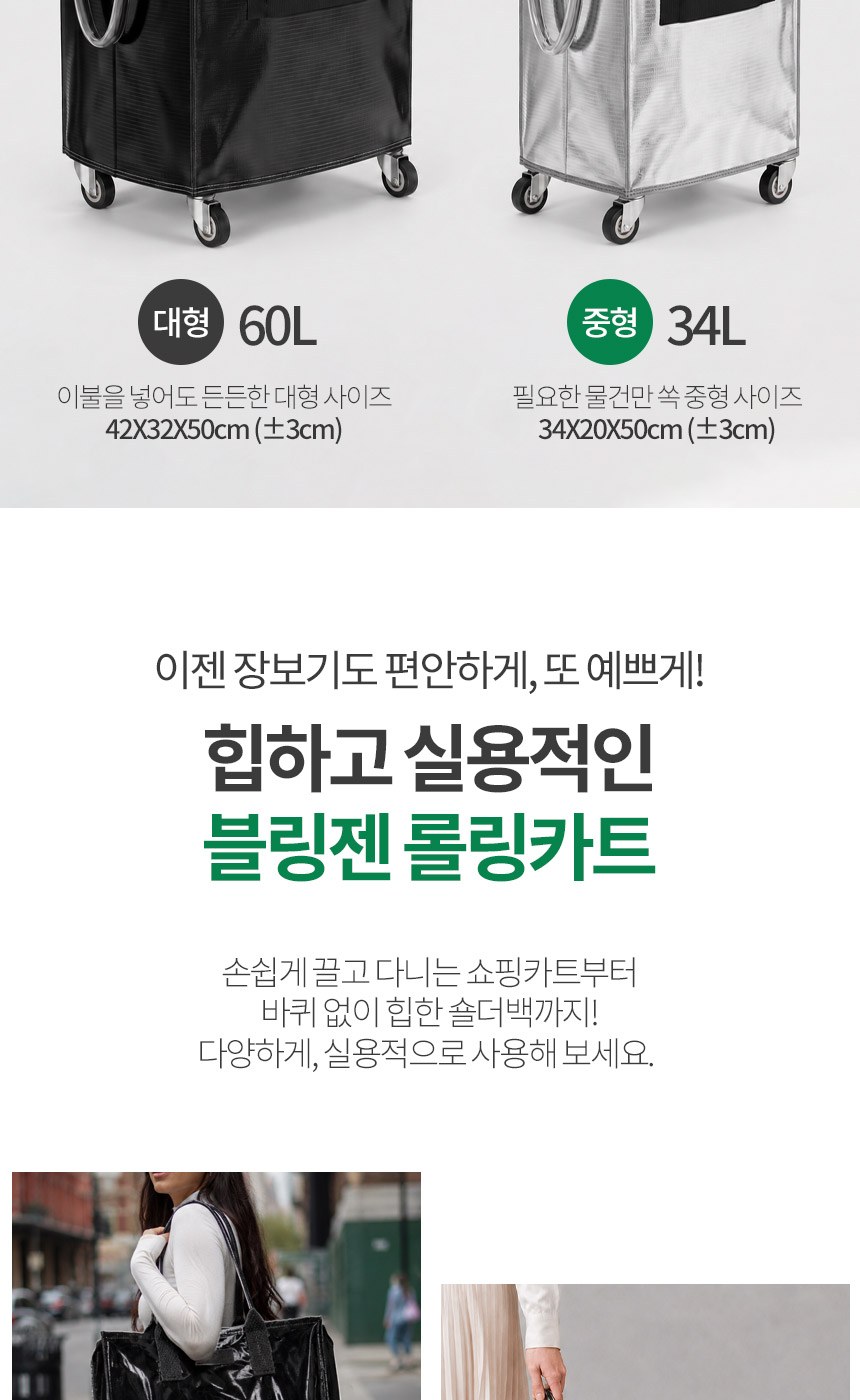 대형 60L
이불을 넣어도 든든한 대형 사이즈
42X32X50cm (±3cm)
중형 34L
필요한 물건만 쏙 중형 사이즈
34X20X50cm (±3cm)
이젠 장보기도 편안하게, 또 예쁘게!
힙하고 실용적인
블링젠 롤링카트
손쉽게 끌고 다니는 쇼핑카트부터
바퀴 없이 힙한 숄더백까지!
다양하게, 실용적으로 사용해 보세요.